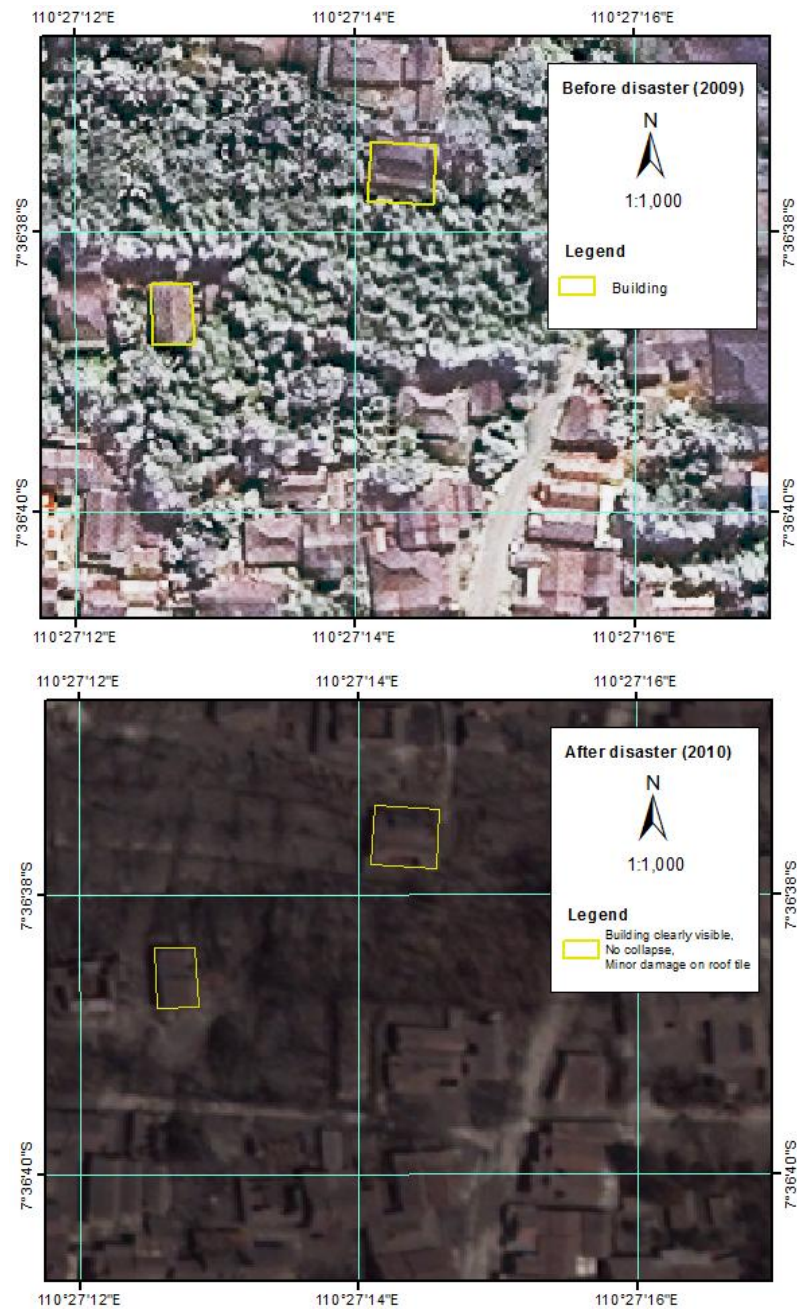 110°27'12"E 110°27'14"E 110°27'16"E
Before disaster (2009)
N
1:1,000
Legend
Building
7°36'38"S 7°36'38"S
7°36'40"S 7°36'40"S
110°27'12"E 110°27'14"E 110°27'16"E
110°27'12"E 110°27'14"E 110°27'16"E
After disaster (2010)
N
1:1,000
Legend
Building clearly visible,
No collapse,
Minor damage on roof tile
7°36'38"S 7°36'38"S
7°36'40"S 7°36'40"S
110°27'12"E 110°27'14"E 110°27'16"E